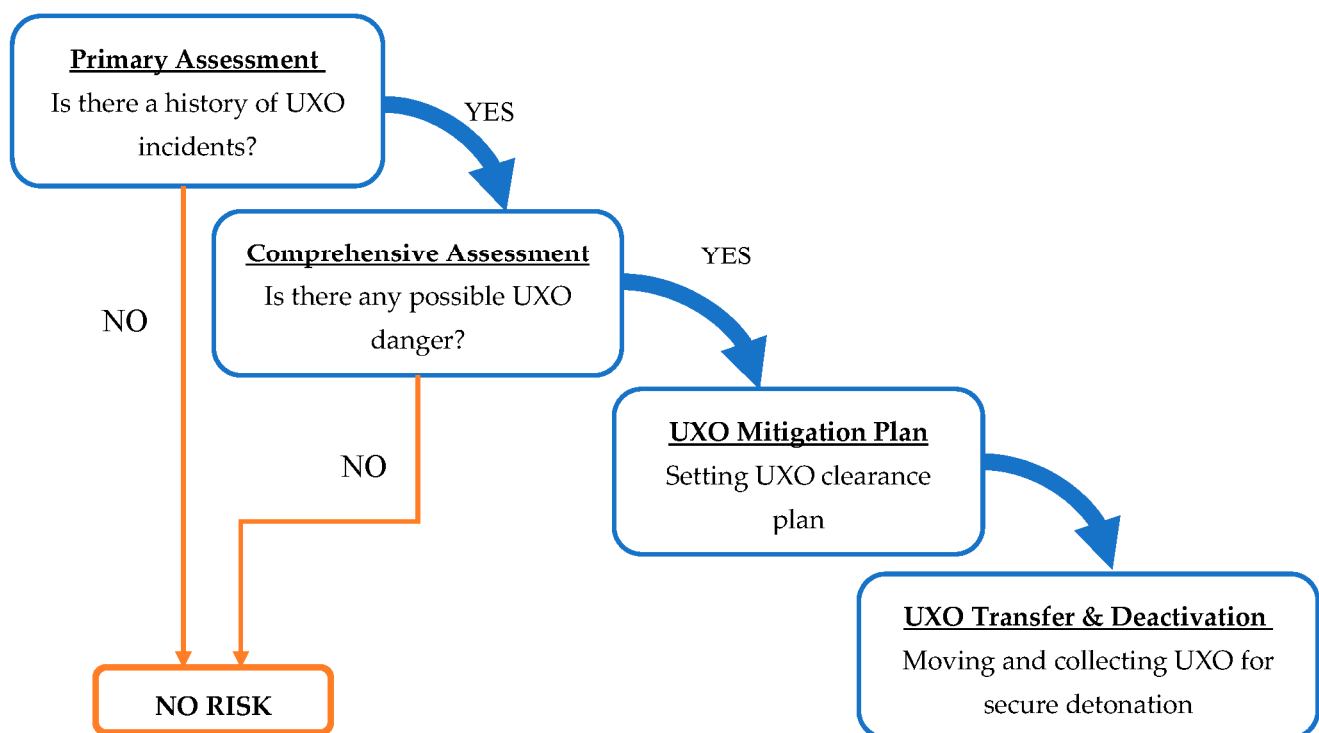 Primary Assessment
Is there a history of UXO
incidents?
YES
Comprehensive Assessment
Is there any possible UXO
danger?
YES
NO
UXO Mitigation Plan
Setting UXO clearance
plan
NO
UXO Transfer & Deactivation
Moving and collecting UXO for
secure detonation
NO RISK